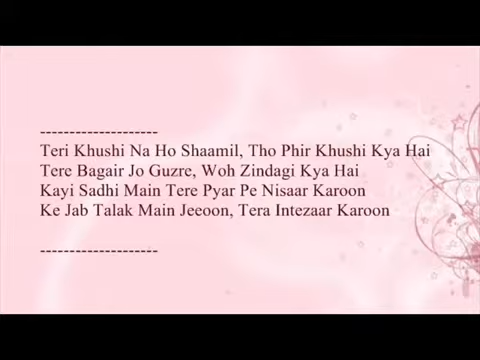 --------------------
Teri Khushi Na Ho Shaamil, Tho Phir Khushi Kya Hai
Tere Bagair Jo Guzre, Woh Zindagi Kya Hai
Kayi Sadhi Main Tere Pyar Pe Nisaar Karoon
Ke Jab Talak Main Jeeoon, Tera Intezaar Karoon
--------------------